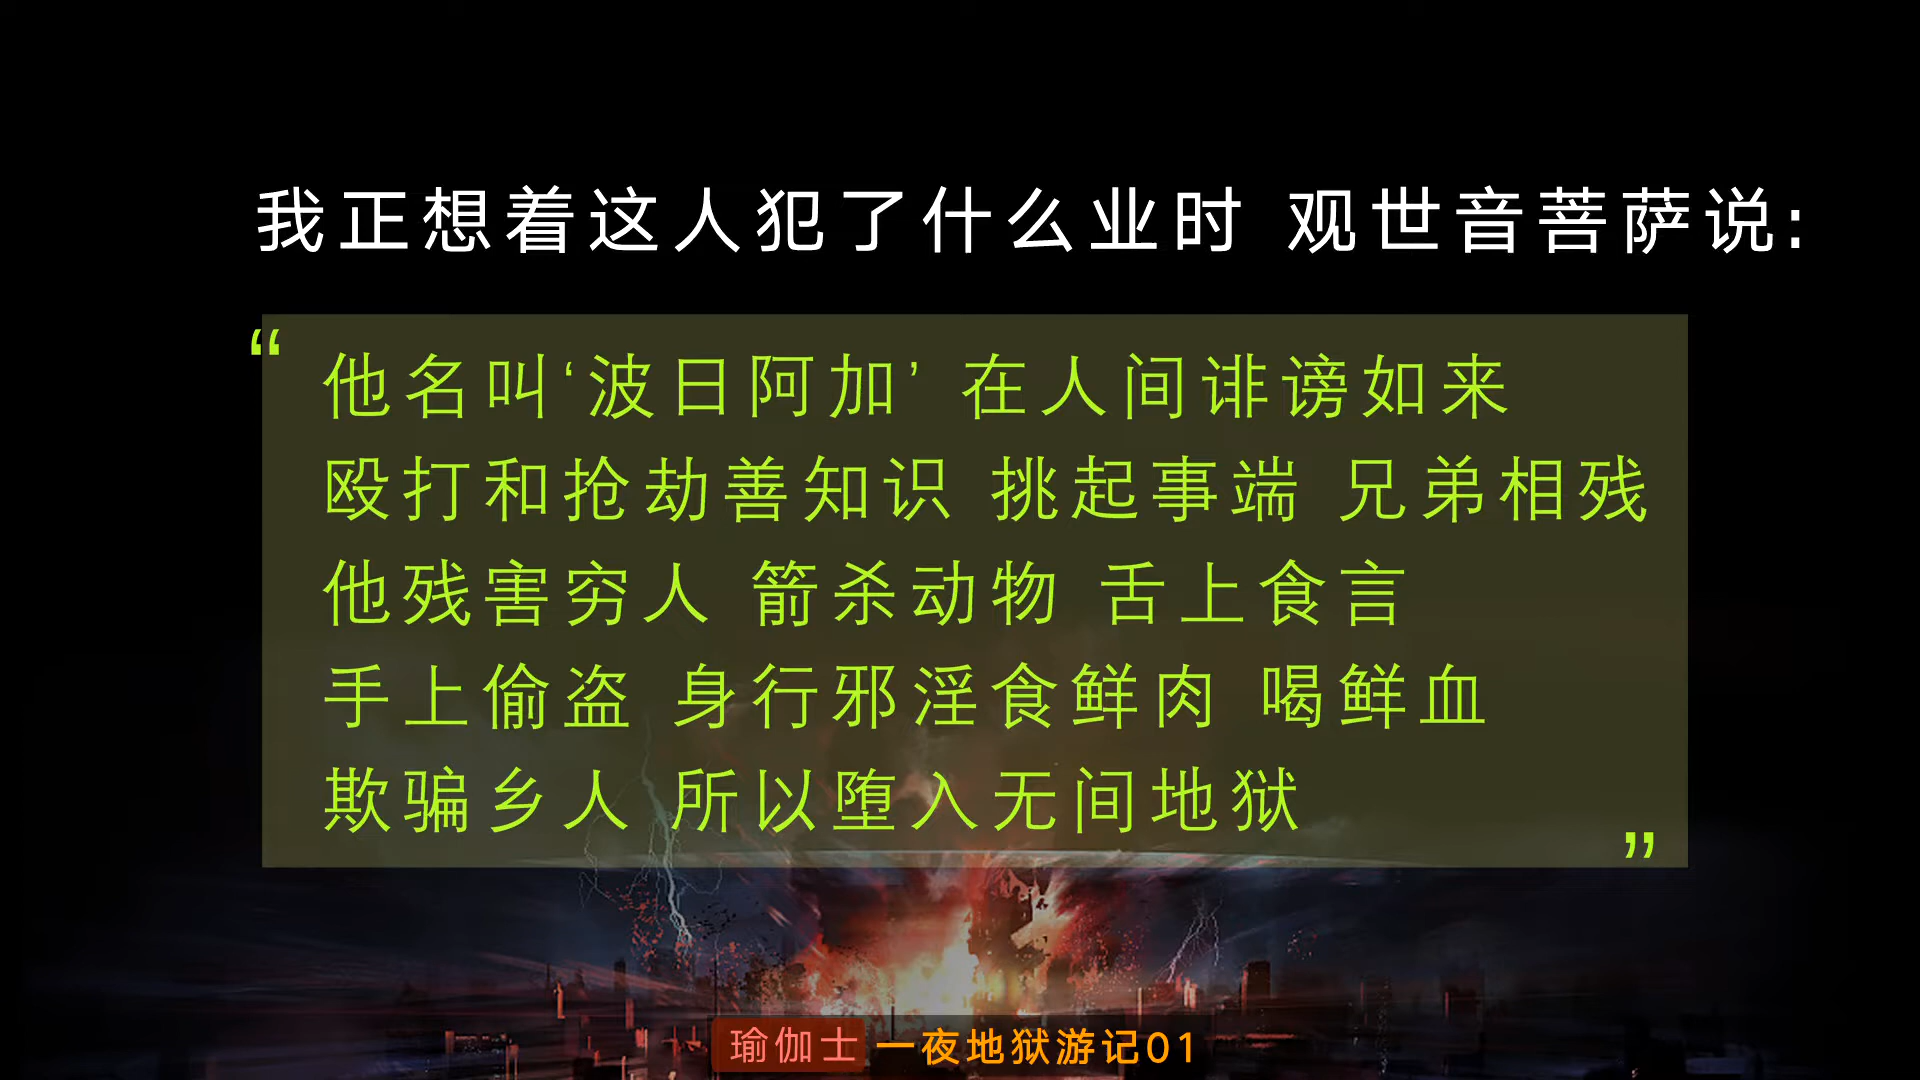 我正想着这人犯了什么业时 观世音菩萨说:
“他名叫‘波日阿加’ 在人间诽谤如来
殴打和抢劫善知识 挑起事端 兄弟相残
他残害穷人 箭杀动物 舌上食言
手上偷盗 身行邪淫食鲜肉 喝鲜血
欺骗乡人 所以堕入无间地狱”
瑜伽士 一夜地狱游记01